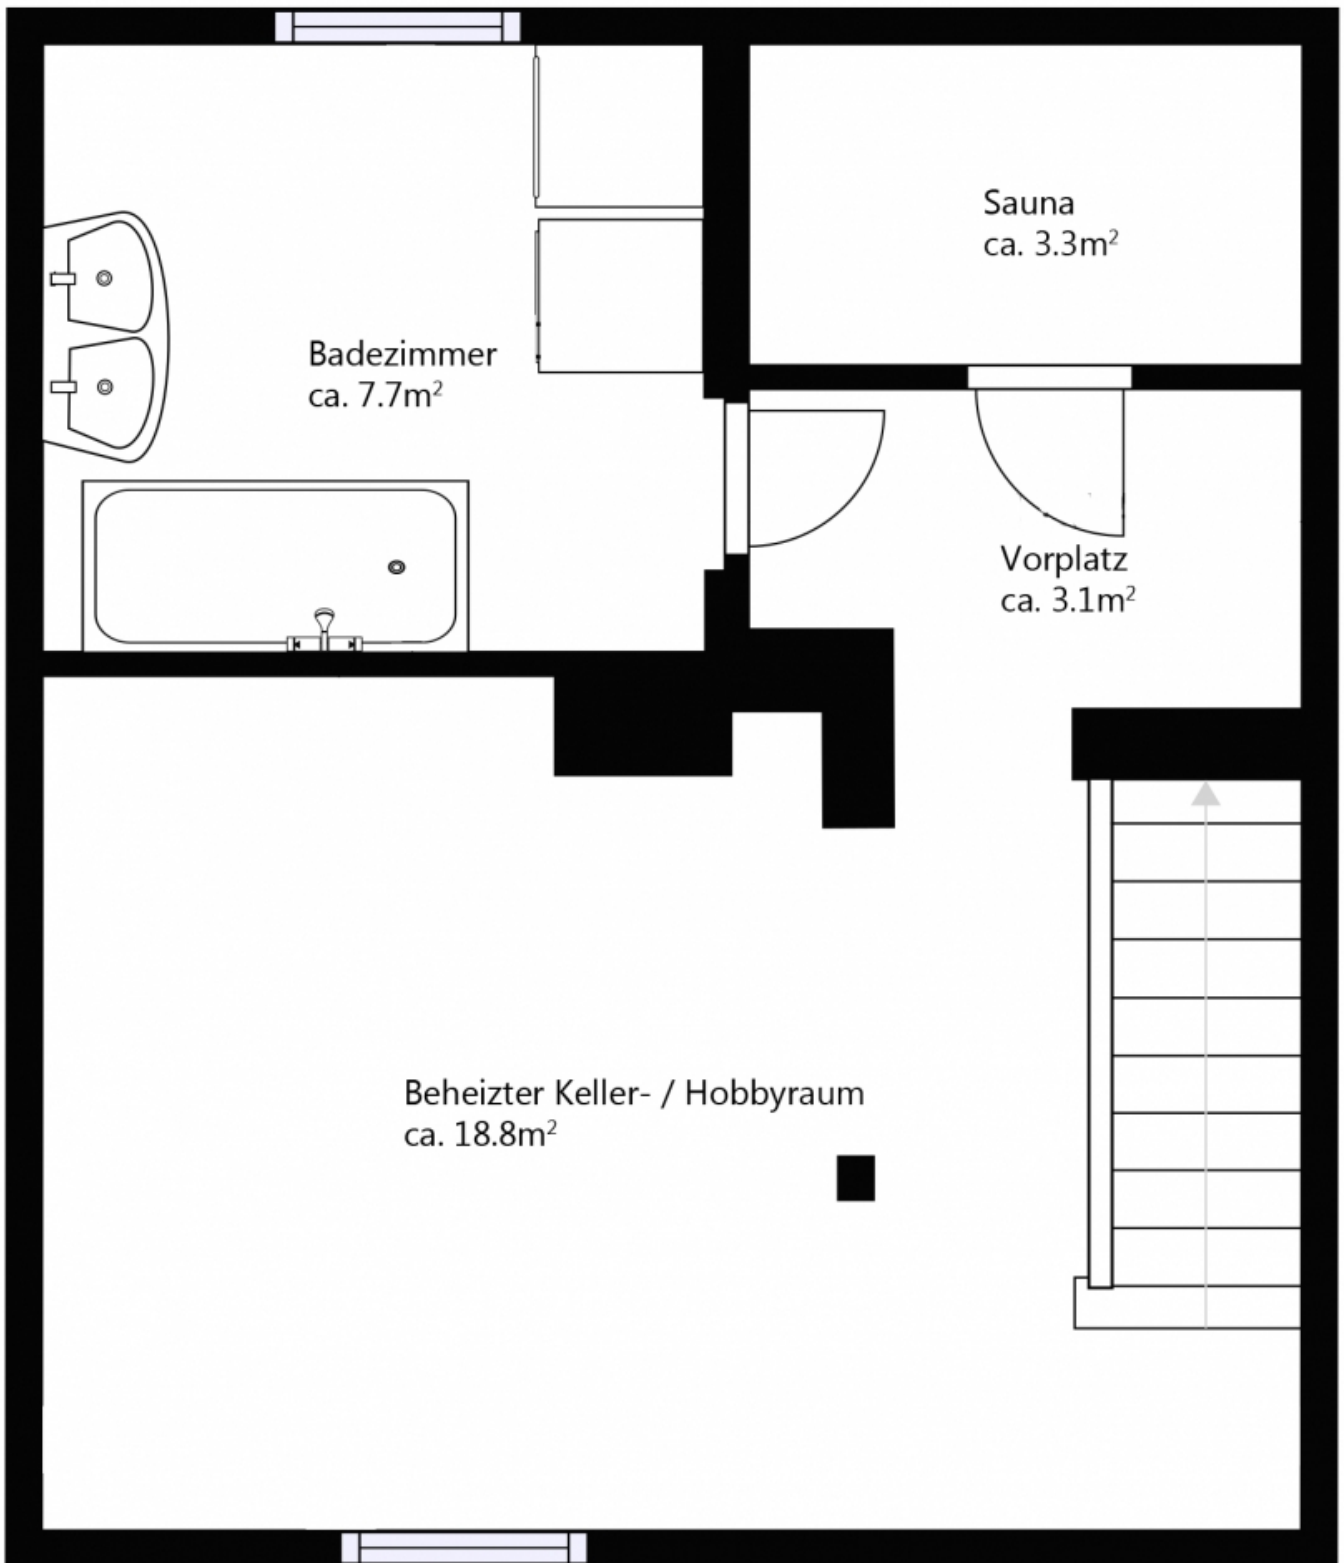 Sauna
ca. 3.3m²
Badezimmer
ca. 7.7m²
Vorplatz
ca. 3.1m²
Beheizter Keller- / Hobbyraum
ca. 18.8m²